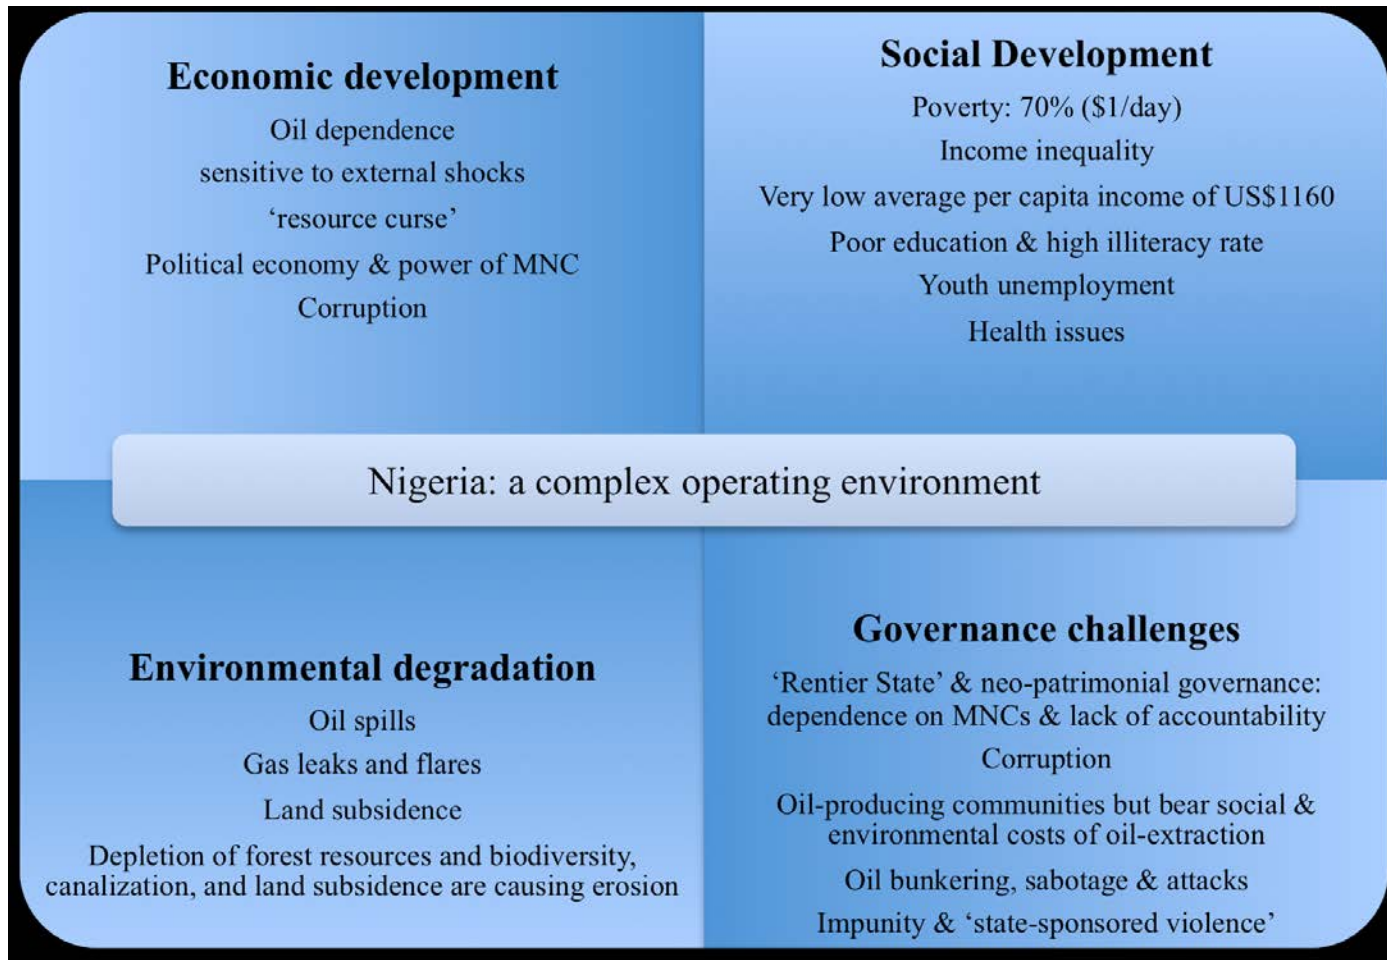 Economic development
Oil dependence
sensitive to external shocks
‘resource curse’
Political economy & power of MNC
Corruption
Social Development
Poverty: 70% ($1/day)
Income inequality
Very low average per capita income of US$1160
Poor education & high illiteracy rate
Youth unemployment
Health issues
Nigeria: a complex operating environment
Environmental degradation
Oil spills
Gas leaks and flares
Land subsidence
Depletion of forest resources and biodiversity,
canalization, and land subsidence are causing erosion
Governance challenges
‘Rentier State’ & neo-patrimonial governance:
dependence on MNCs & lack of accountability
Corruption
Oil-producing communities but bear social &
environmental costs of oil-extraction
Oil bunkering, sabotage & attacks
Impunity & ‘state-sponsored violence’